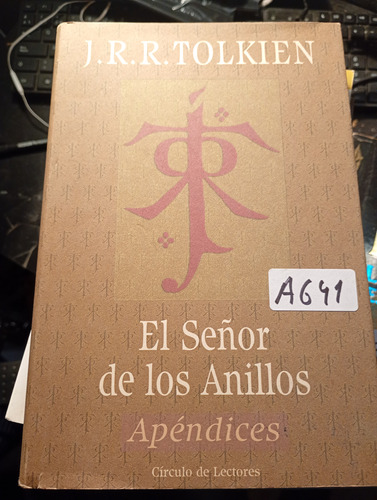 J.R.R.TOLKIEN
A641
El Señor
de los Anillos
Apéndices
Círculo de Lectores